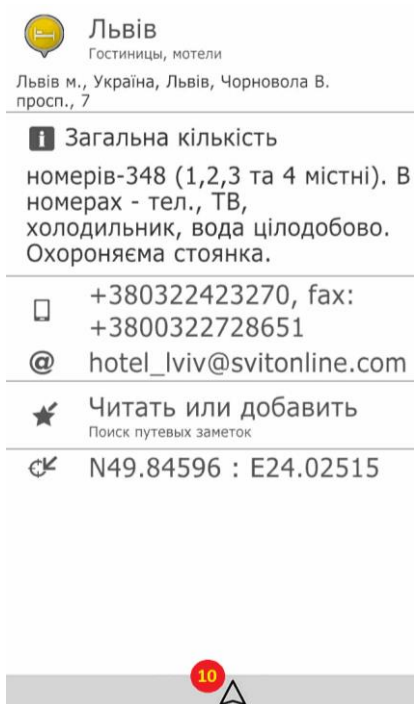 Львів
Гостиницы, мотели
Львів м., Україна, Львів, Чорновола В.
просп., 7
i Загальна кількість
номерів-348 (1,2,3 та 4 містні). В
номерах - тел., ТВ,
холодильник, вода цілодобово.
Охороняєма стоянка.
+380322423270, fax:
+3800322728651
@ hotel_lviv@svitonline.com
Читать или добавить
Поиск путевых заметок
N49.84596 : E24.02515
10